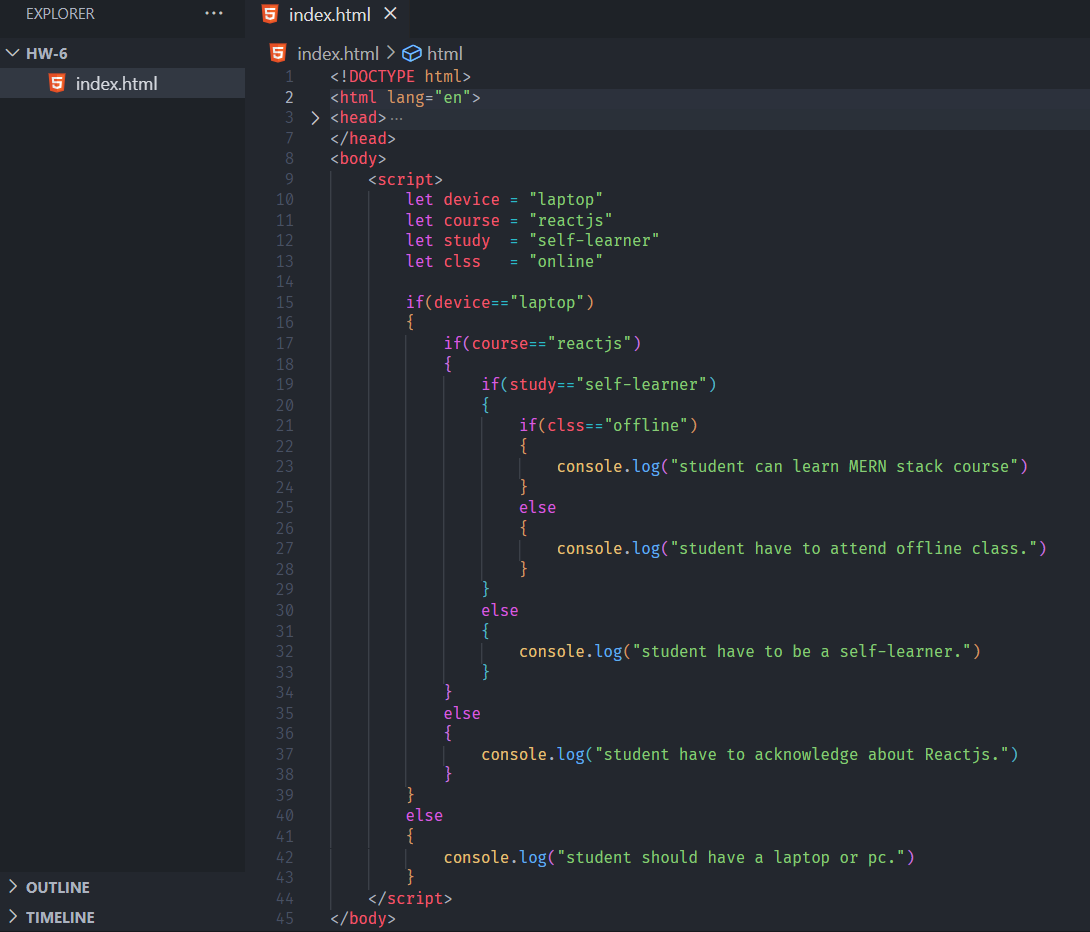 EXPLORER ···
index.html ×
HW-6
index.html > html
index.html
1 <!DOCTYPE html>
2 <html lang="en">
3 <head> ···
7 </head>
8 <body>
9     <script>
10         let device = "laptop"
11         let course = "reactjs"
12         let study  = "self-learner"
13         let clss   = "online"
14
15         if(device=="laptop")
16         {
17             if(course=="reactjs")
18             {
19                 if(study=="self-learner")
20                 {
21                     if(clss=="offline")
22                     {
23                         console.log("student can learn MERN stack course")
24                     }
25                     else
26                     {
27                         console.log("student have to attend offline class.")
28                     }
29                 }
30                 else
31                 {
32                     console.log("student have to be a self-learner.")
33                 }
34             }
35             else
36             {
37                 console.log("student have to acknowledge about Reactjs.")
38             }
39         }
40         else
41         {
42             console.log("student should have a laptop or pc.")
43         }
44     </script>
45 </body>
OUTLINE
TIMELINE